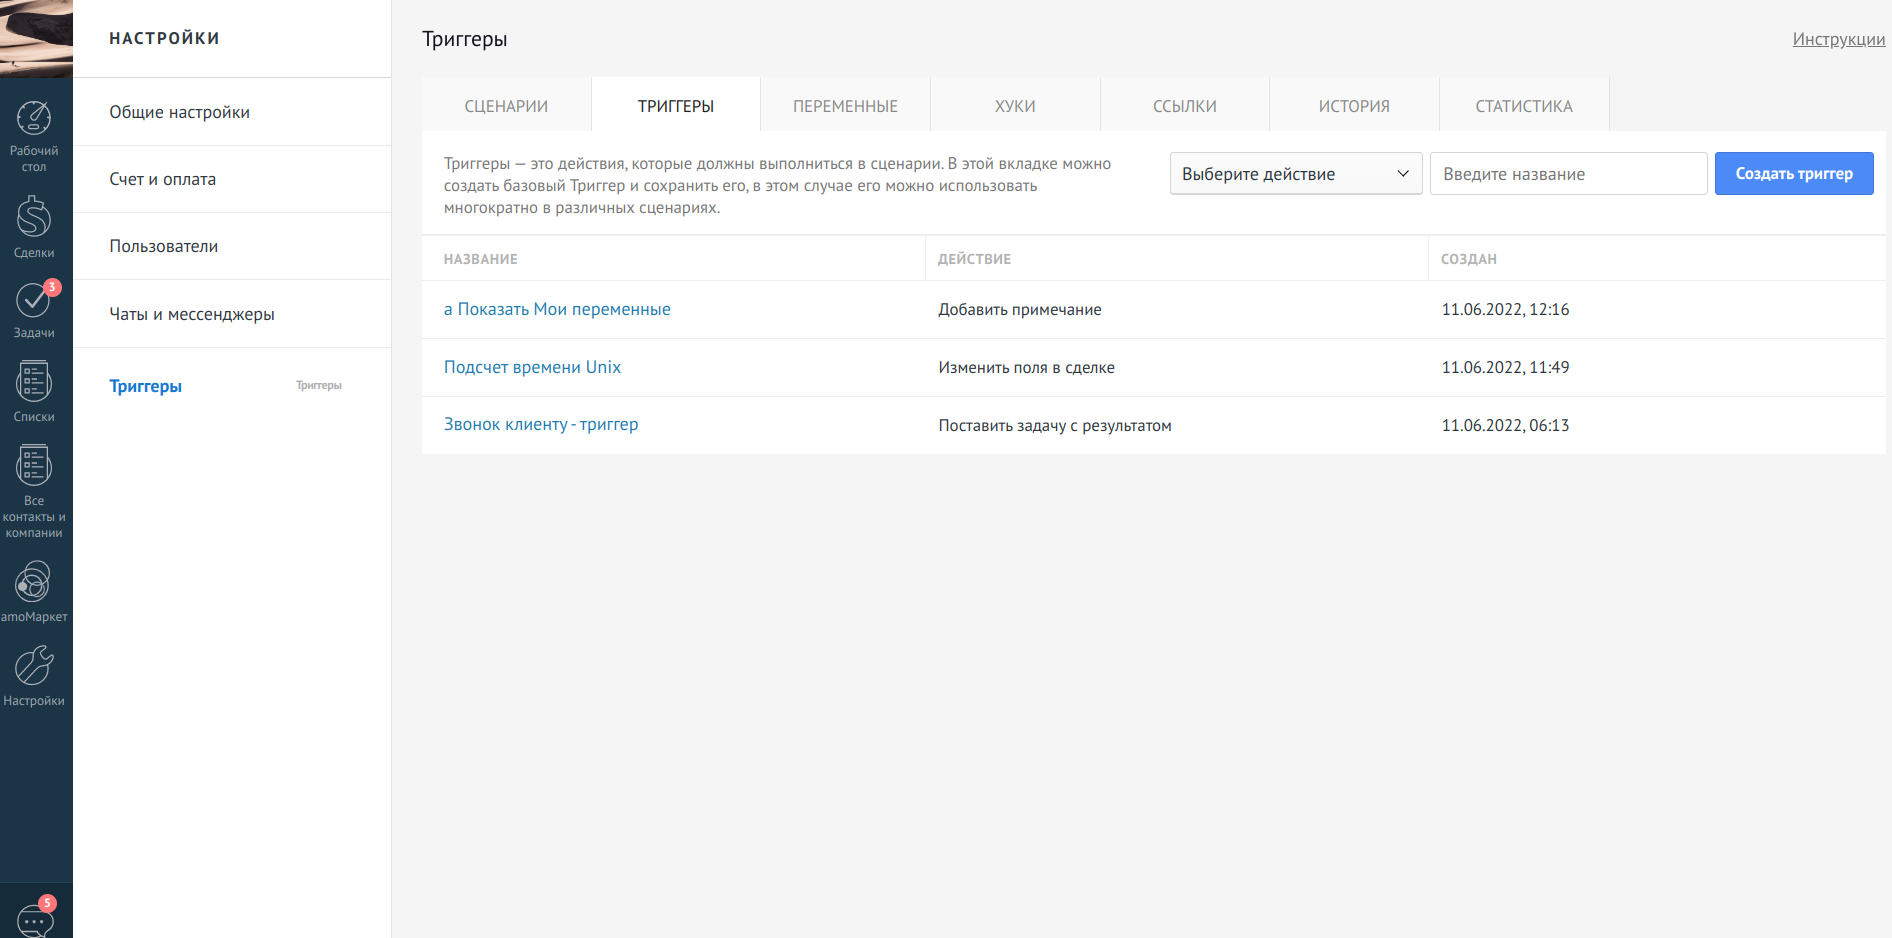 НАСТРОЙКИ
Общие настройки
Счет и оплата
Пользователи
Чаты и мессенджеры
Триггеры
Триггеры
Рабочий
стол
Сделки
3
Задачи
Списки
Все
контакты и
компании
amoМаркет
Настройки
5
Триггеры
Инструкции
СЦЕНАРИИ
ТРИГГЕРЫ
ПЕРЕМЕННЫЕ
ХУКИ
ССЫЛКИ
ИСТОРИЯ
СТАТИСТИКА
Триггеры — это действия, которые должны выполниться в сценарии. В этой вкладке можно
создать базовый Триггер и сохранить его, в этом случае его можно использовать
многократно в различных сценариях.
Выберите действие
Введите название
Создать триггер
НАЗВАНИЕ ДЕЙСТВИЕ СОЗДАН
а Показать Мои переменные Добавить примечание 11.06.2022, 12:16
Подсчет времени Unix Изменить поля в сделке 11.06.2022, 11:49
Звонок клиенту - триггер Поставить задачу с результатом 11.06.2022, 06:13